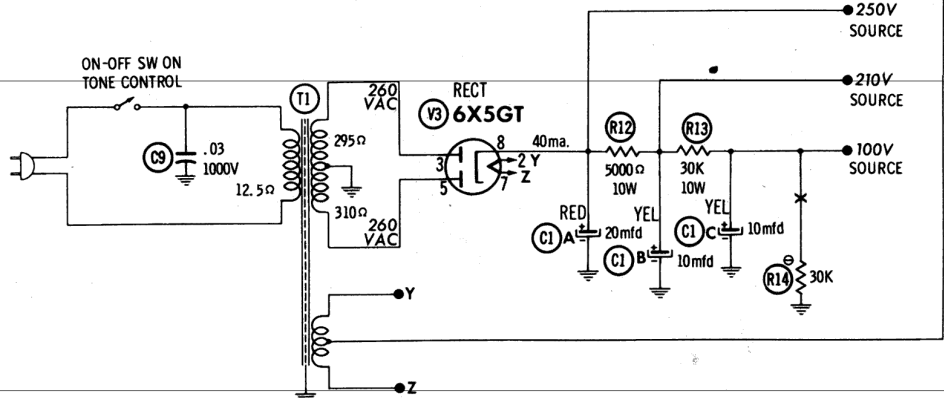 250V
SOURCE
ON-OFF SW ON
TONE CONTROL
210V
SOURCE
T1
260
VAC
RECT
V3 6X5GT
R12
R13
C9
.03
1000V
295Ω
8
40ma.
3
2 Y
Z
5
7
5000Ω
10W
30K
10W
100V
SOURCE
12.5Ω
310Ω
260
VAC
RED
YEL
YEL
C1 A
20mfd
C1 B
10mfd
C1 C
10mfd
R14
30K
Y
Z